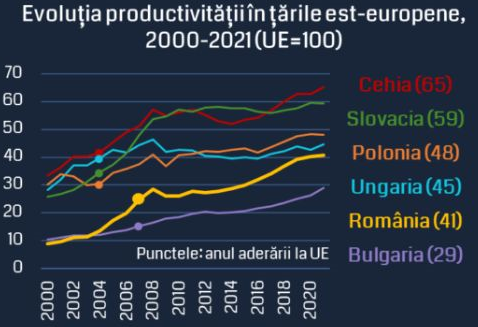 Evoluția productivității în țările est-europene,
2000-2021 (UE=100)
70
60
50
40
30
20
10
0
Cehia (65)
Slovacia (59)
Polonia (48)
Ungaria (45)
România (41)
Bulgaria (29)
Punctele: anul aderării la UE
2000
2002
2004
2006
2008
2010
2012
2014
2016
2018
2020